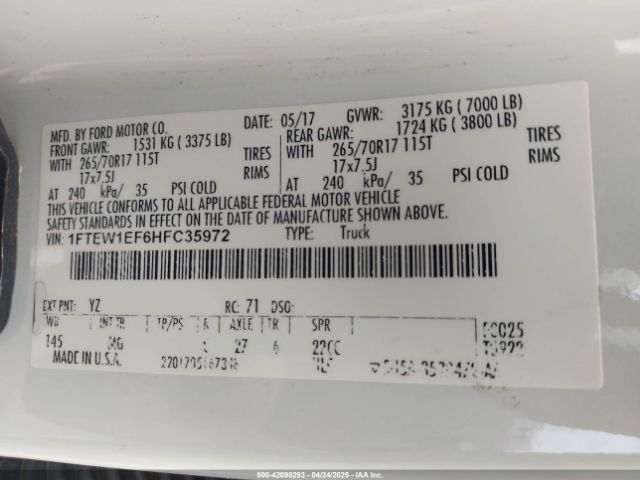 MFD. BY FORD MOTOR CO. DATE: 05/17 GVWR: 3175 KG ( 7000 LB)
FRONT GAWR: 1531 KG ( 3375 LB) REAR GAWR: 1724 KG ( 3800 LB)
WITH 265/70R17 115T TIRES WITH 265/70R17 115T TIRES
17x7.5J RIMS 17x7.5J RIMS
AT 240 kPa/ 35 PSI COLD AT 240 kPa/ 35 PSI COLD
THIS VEHICLE CONFORMS TO ALL APPLICABLE FEDERAL MOTOR VEHICLE
SAFETY STANDARDS IN EFFECT ON THE DATE OF MANUFACTURE SHOWN ABOVE.
VIN: 1FTEW1EF6HFC35972 TYPE: Truck
EXT PNT: YZ RC: 71 DSO:
WB INT TR TP/PS R AXLE TR SPR
145 MG 27 6 22CC
MADE IN U.S.A.
000-42098293 - 04/24/2025 - IAA Inc.